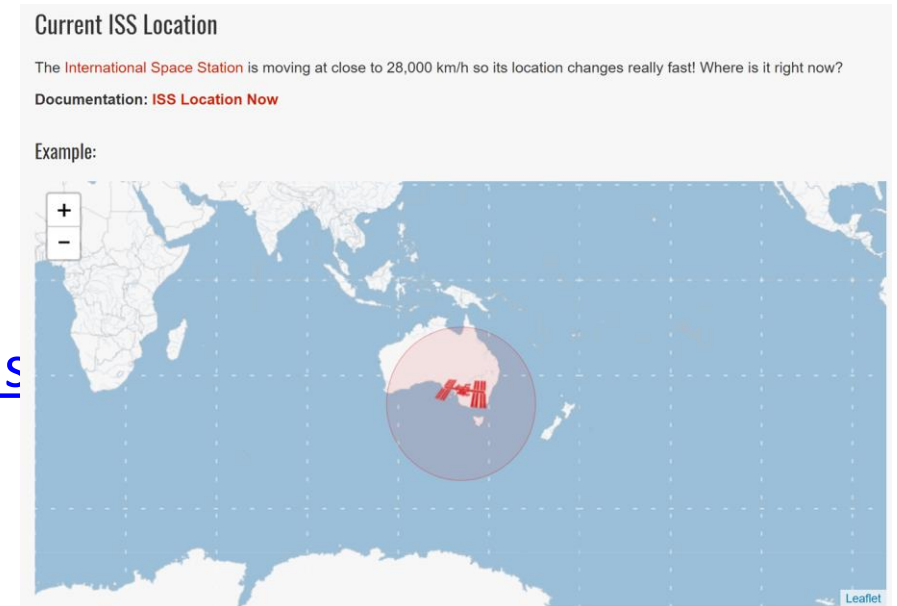 Current ISS Location
The International Space Station is moving at close to 28,000 km/h so its location changes really fast! Where is it right now?
Documentation: ISS Location Now
Example:
+
−
s
Leaflet